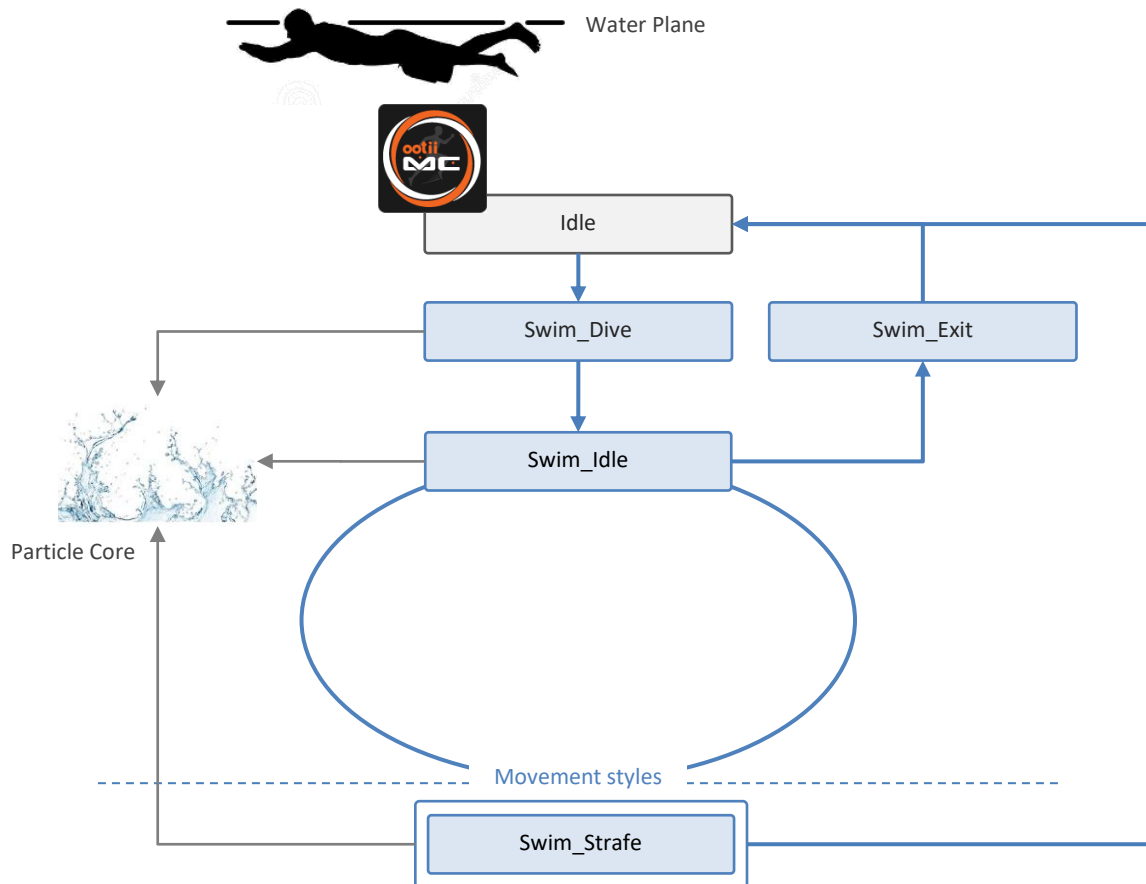 Water Plane
ootii
MC
Idle
Swim_Dive
Swim_Exit
Swim_Idle
Particle Core
Movement styles
Swim_Strafe